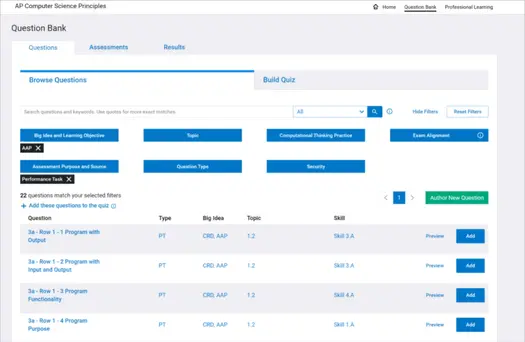 AP Computer Science Principles
Home Question Bank Professional Learning
Question Bank
Questions Assessments Results
Browse Questions Build Quiz
Search questions and keywords. Use quotes for more exact matches. All Hide Filters Reset Filters
Big Idea and Learning Objective Topic Computational Thinking Practice Exam Alignment
AAP X
Assessment Purpose and Source Question Type Security
Performance Task X
22 questions match your selected filters
< 1 > Author New Question
+ Add these questions to the quiz
Question Type Big Idea Topic Skill
3a - Row 1 - 1 Program with
Output PT CRD, AAP 1.2 Skill 3.A Preview Add
3a - Row 1 - 2 Program with
Input and Output PT CRD, AAP 1.2 Skill 3.A Preview Add
3a - Row 1 - 3 Program
Functionality PT CRD, AAP 1.2 Skill 4.A Preview Add
3a - Row 1 - 4 Program
Purpose PT CRD, AAP 1.2 Skill 1.A Preview Add